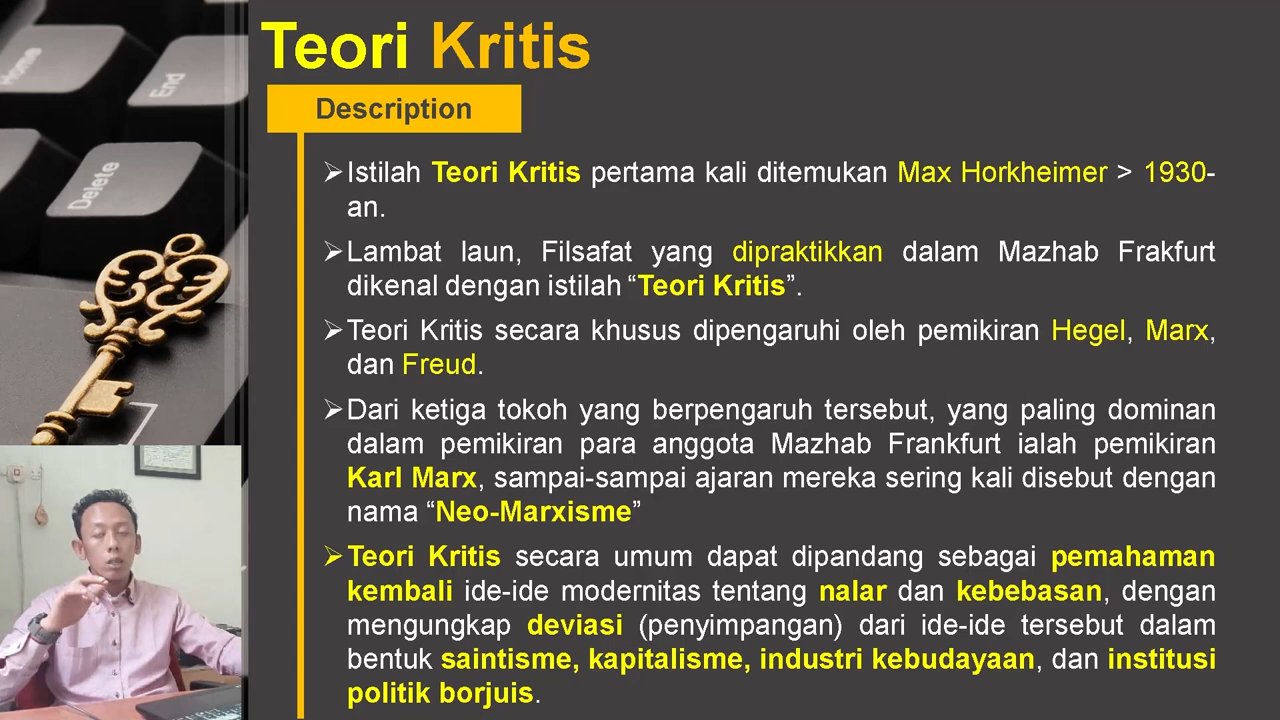 Home
End
Delete
Teori Kritis
Description
➢Istilah Teori Kritis pertama kali ditemukan Max Horkheimer > 1930-
an.
➢Lambat laun, Filsafat yang dipraktikkan dalam Mazhab Frakfurt
dikenal dengan istilah “Teori Kritis”.
➢Teori Kritis secara khusus dipengaruhi oleh pemikiran Hegel, Marx,
dan Freud.
➢Dari ketiga tokoh yang berpengaruh tersebut, yang paling dominan
dalam pemikiran para anggota Mazhab Frankfurt ialah pemikiran
Karl Marx, sampai-sampai ajaran mereka sering kali disebut dengan
nama “Neo-Marxisme”
➢Teori Kritis secara umum dapat dipandang sebagai pemahaman
kembali ide-ide modernitas tentang nalar dan kebebasan, dengan
mengungkap deviasi (penyimpangan) dari ide-ide tersebut dalam
bentuk saintisme, kapitalisme, industri kebudayaan, dan institusi
politik borjuis.